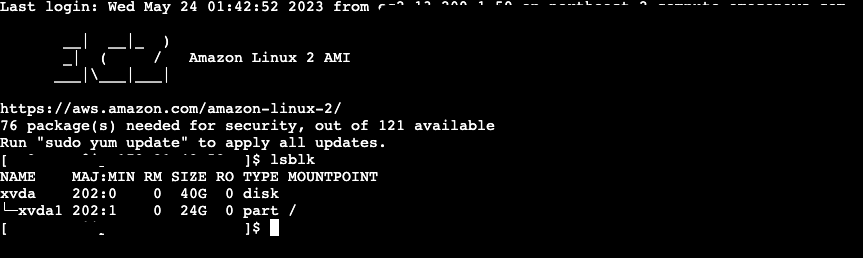 Last login: Wed May 24 01:42:52 2023 from
__|  __|_  )
_|  (     /   Amazon Linux 2 AMI
___|\___|___|
https://aws.amazon.com/amazon-linux-2/
76 package(s) needed for security, out of 121 available
Run "sudo yum update" to apply all updates.
[ ]$ lsblk
NAME    MAJ:MIN RM SIZE RO TYPE MOUNTPOINT
xvda    202:0    0  40G  0 disk
└─xvda1 202:1    0  24G  0 part /
[ ]$